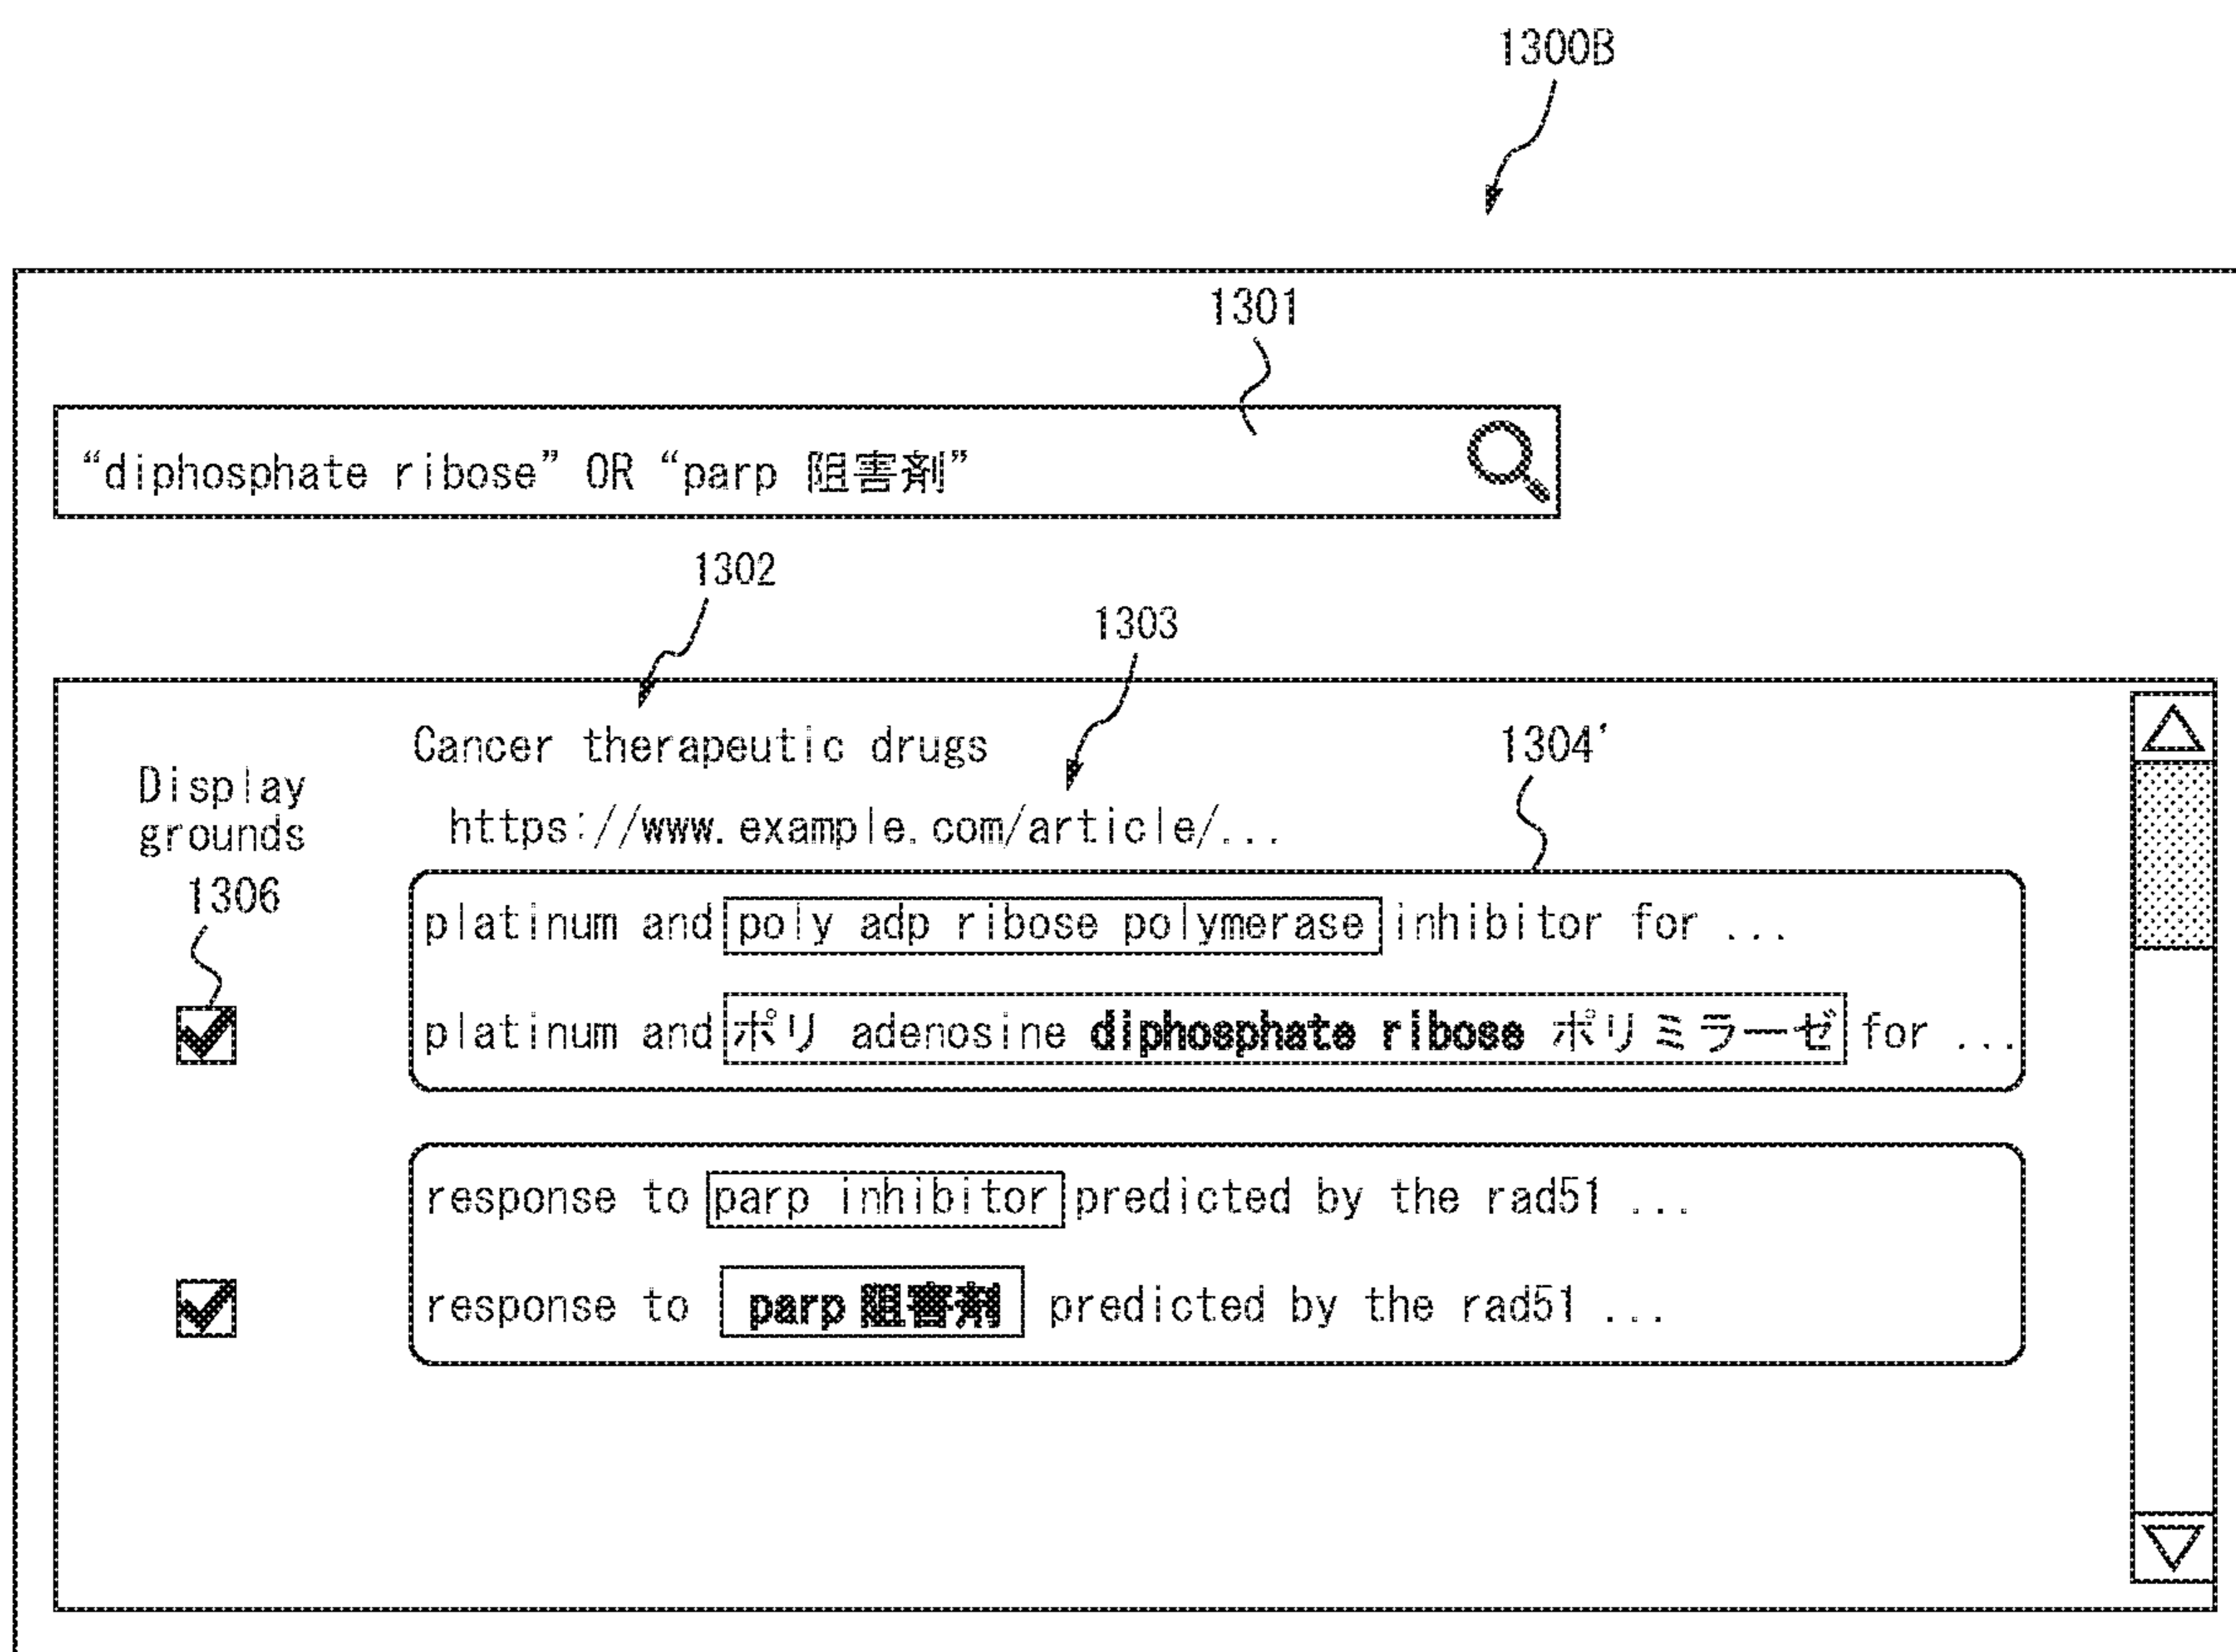 1300B
1301
“diphosphate ribose” OR “parp 阻害剤”
1302
1303
Cancer therapeutic drugs
1304'
Display
grounds
https://www.example.com/article/...
1306
platinum and poly adp ribose polymerase inhibitor for ...
platinum and ポリ adenosine diphosphate ribose ポリミラーゼ for ...
response to parp inhibitor predicted by the rad51 ...
response to parp 阻害剤 predicted by the rad51 ...